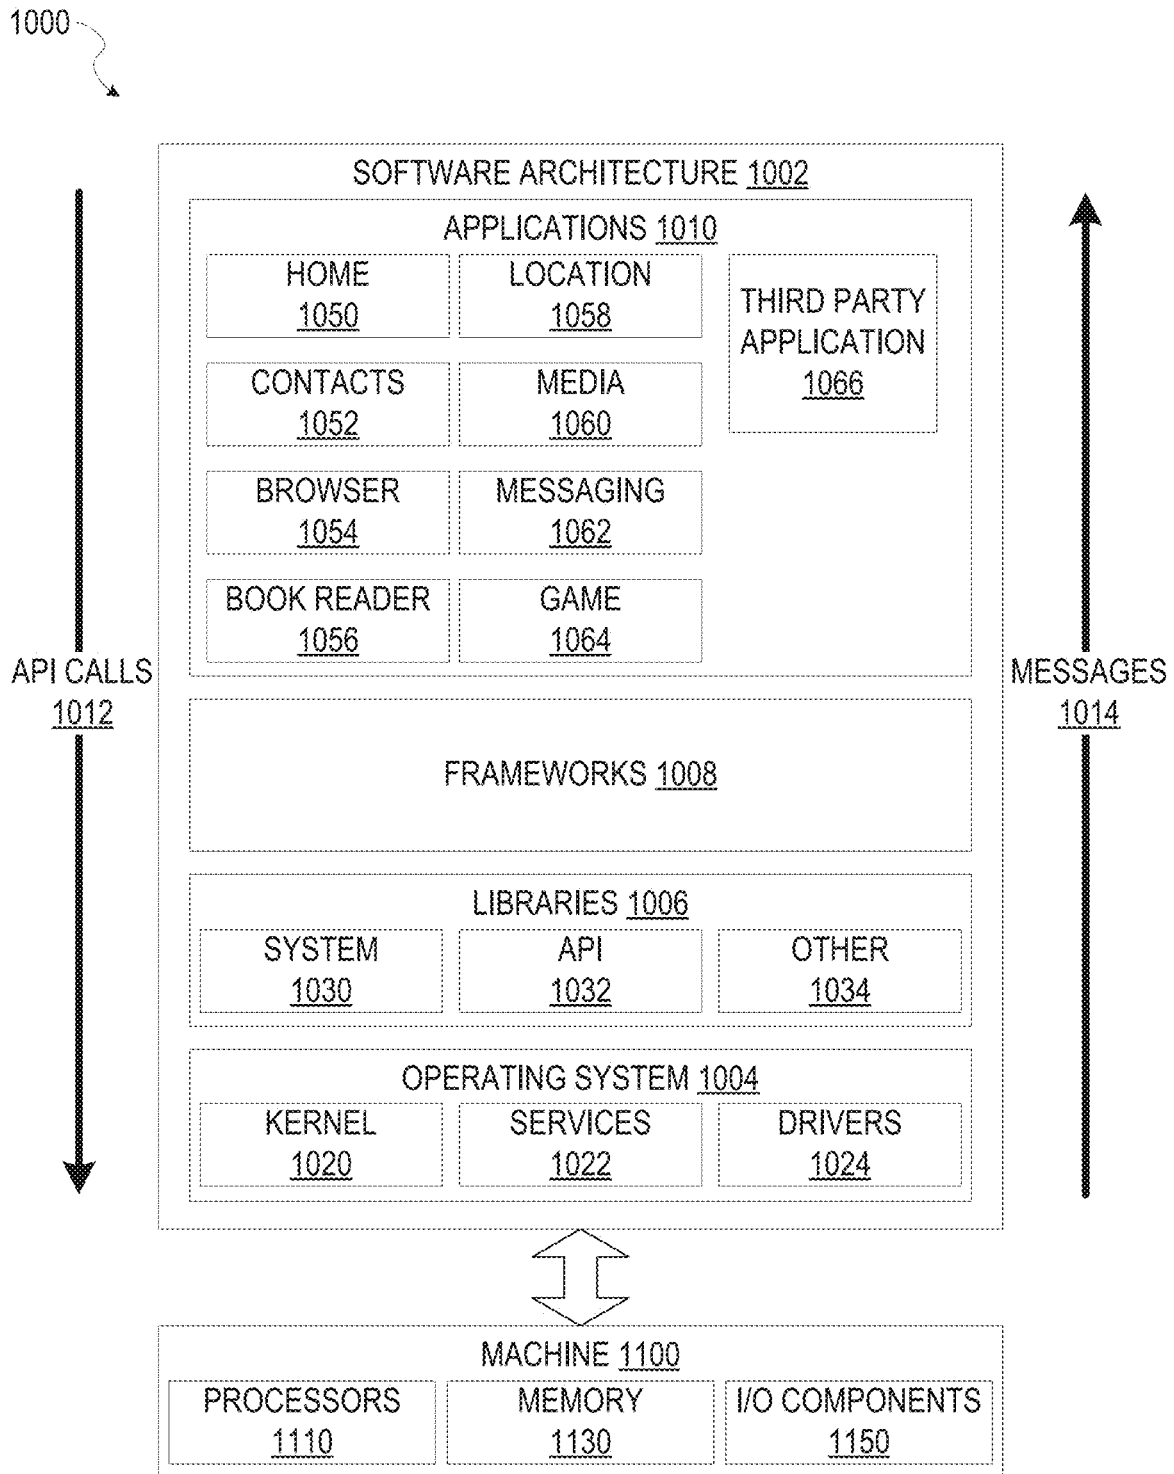 1000
SOFTWARE ARCHITECTURE 1002
APPLICATIONS 1010
HOME
1050
LOCATION
1058
THIRD PARTY
APPLICATION
1066
CONTACTS
1052
MEDIA
1060
BROWSER
1054
MESSAGING
1062
BOOK READER
1056
GAME
1064
API CALLS
1012
MESSAGES
1014
FRAMEWORKS 1008
LIBRARIES 1006
SYSTEM
1030
API
1032
OTHER
1034
OPERATING SYSTEM 1004
KERNEL
1020
SERVICES
1022
DRIVERS
1024
MACHINE 1100
PROCESSORS
1110
MEMORY
1130
I/O COMPONENTS
1150